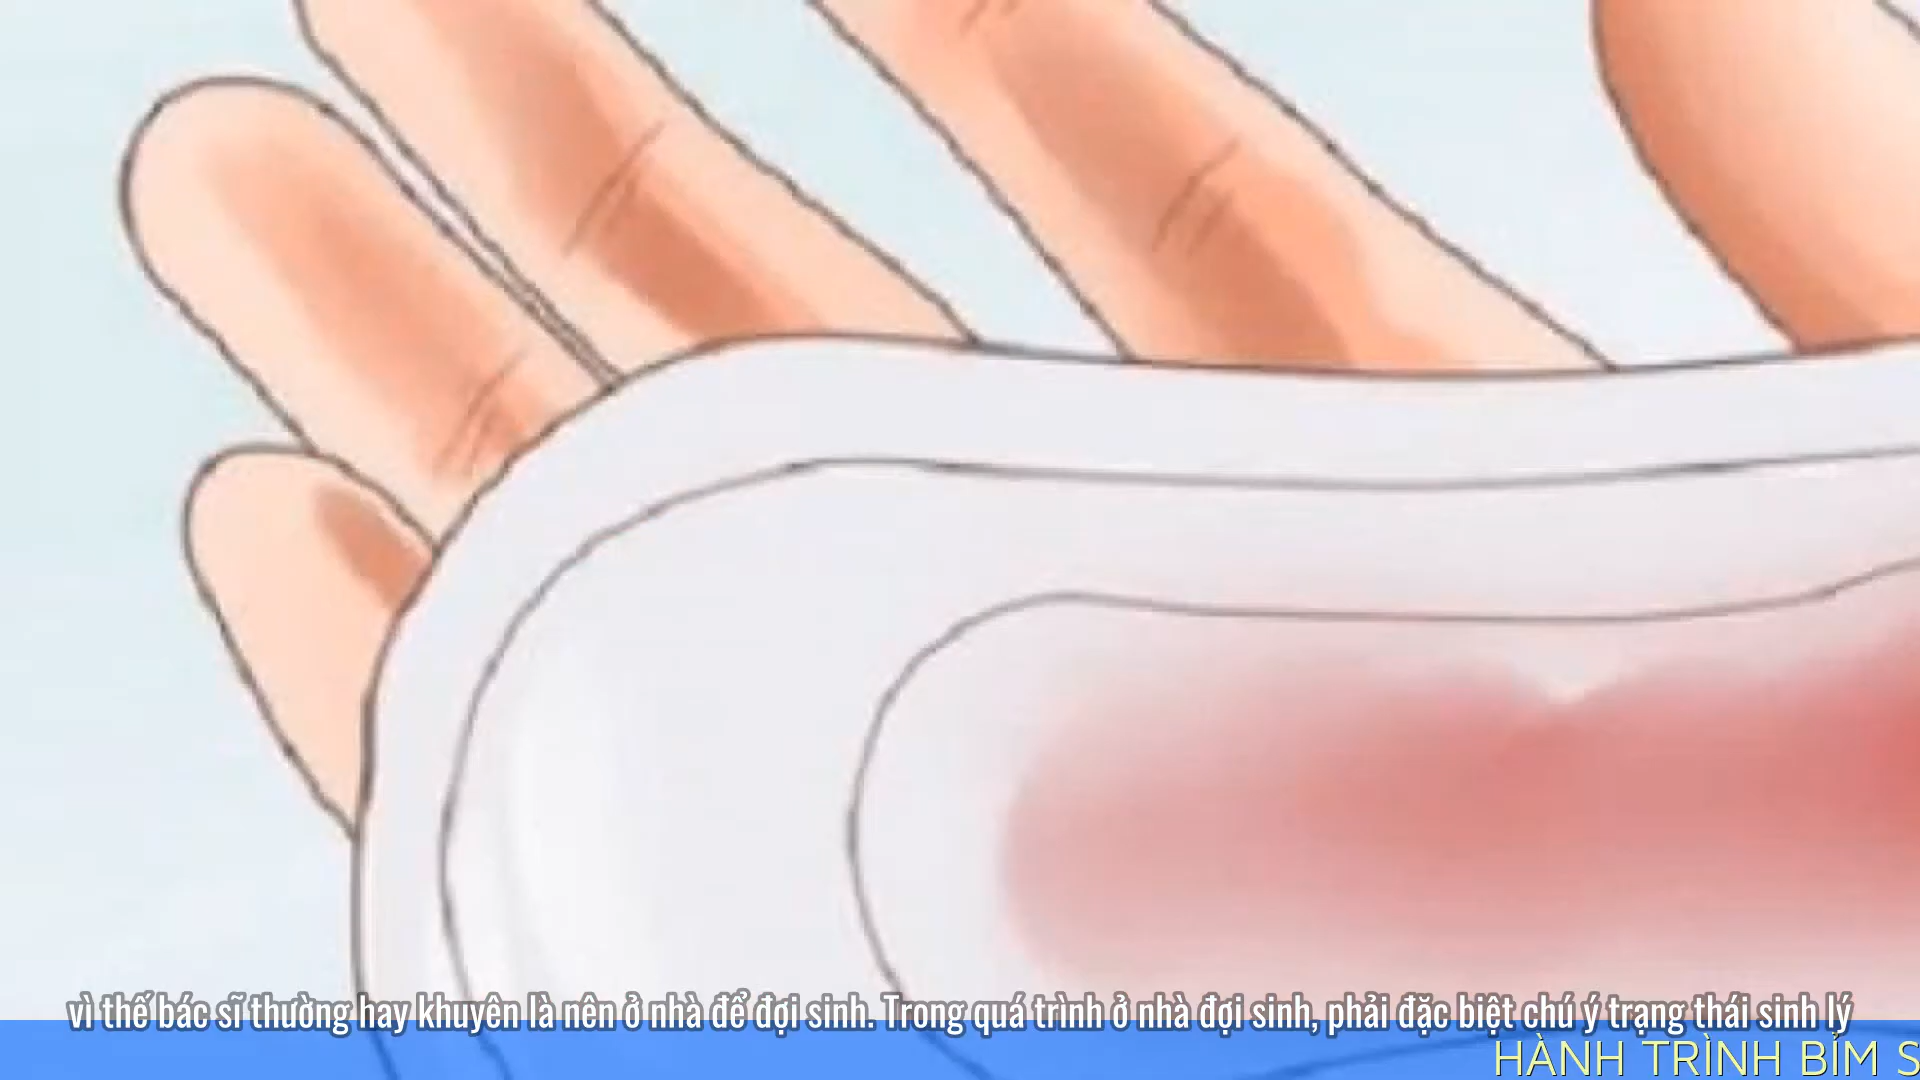 vì thế bác sĩ thường hay khuyên là nên ở nhà để đợi sinh. Trong quá trình ở nhà đợi sinh, phải đặc biệt chú ý trạng thái sinh lý
HÀNH TRÌNH BỈM S